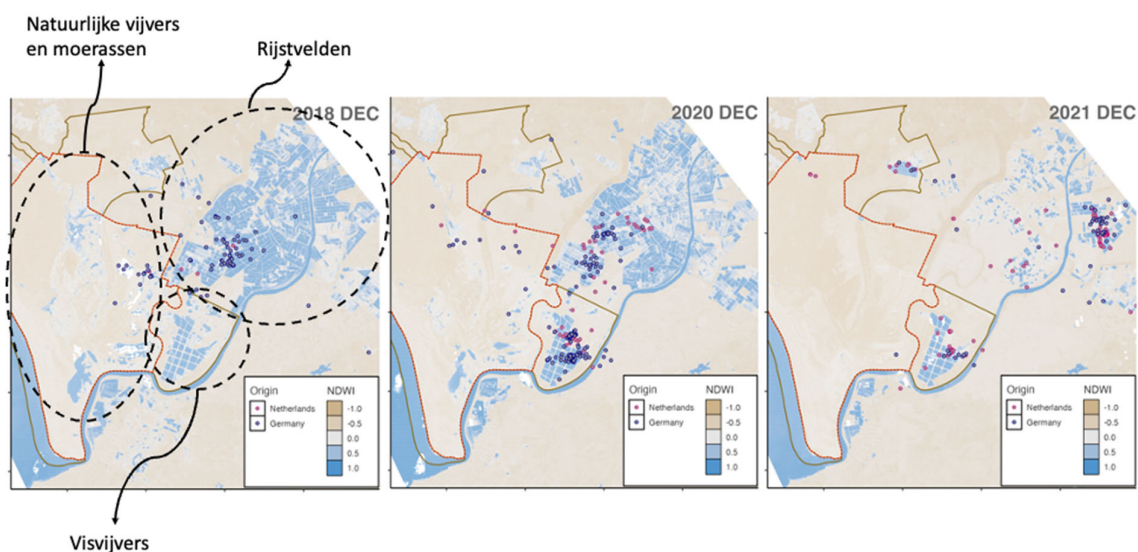 Natuurlijke vijvers
en moerassen
Rijstvelden
2018 DEC
2020 DEC
2021 DEC
Origin
Netherlands
Germany
NDWI
-1.0
-0.5
0.0
0.5
1.0
Origin
Netherlands
Germany
NDWI
-1.0
-0.5
0.0
0.5
1.0
Origin
Netherlands
Germany
NDWI
-1.0
-0.5
0.0
0.5
1.0
Visvijvers